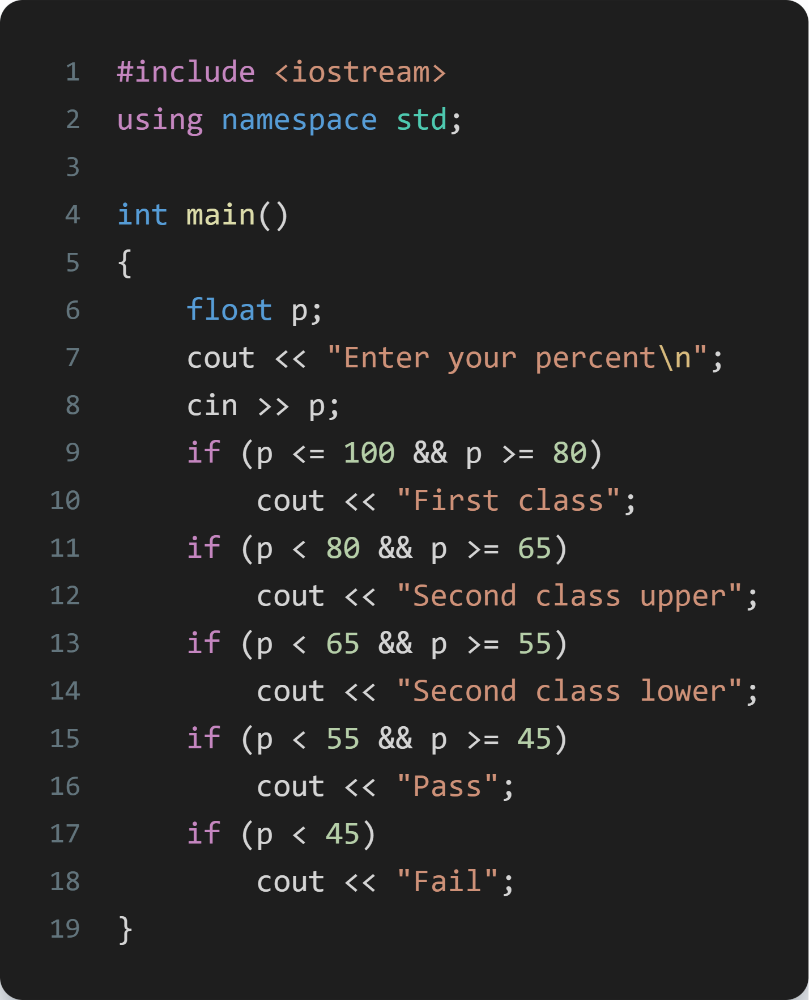 1 #include <iostream>
2 using namespace std;
3
4 int main()
5 {
6     float p;
7     cout << "Enter your percent\n";
8     cin >> p;
9     if (p <= 100 && p >= 80)
10         cout << "First class";
11     if (p < 80 && p >= 65)
12         cout << "Second class upper";
13     if (p < 65 && p >= 55)
14         cout << "Second class lower";
15     if (p < 55 && p >= 45)
16         cout << "Pass";
17     if (p < 45)
18         cout << "Fail";
19 }